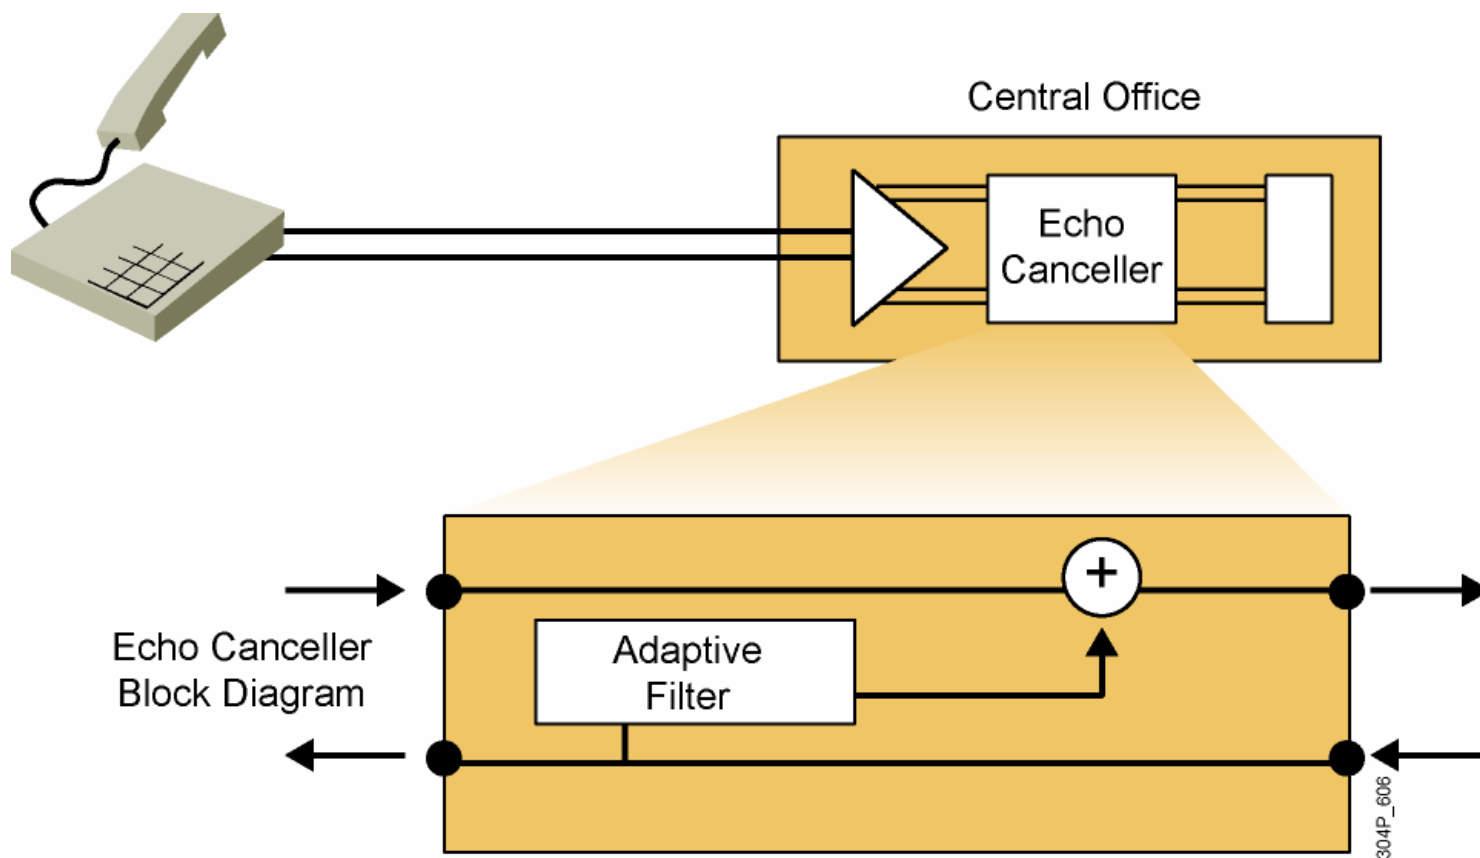 Central Office
Echo
Canceller
+
Adaptive
Filter
Echo Canceller
Block Diagram
304P_606